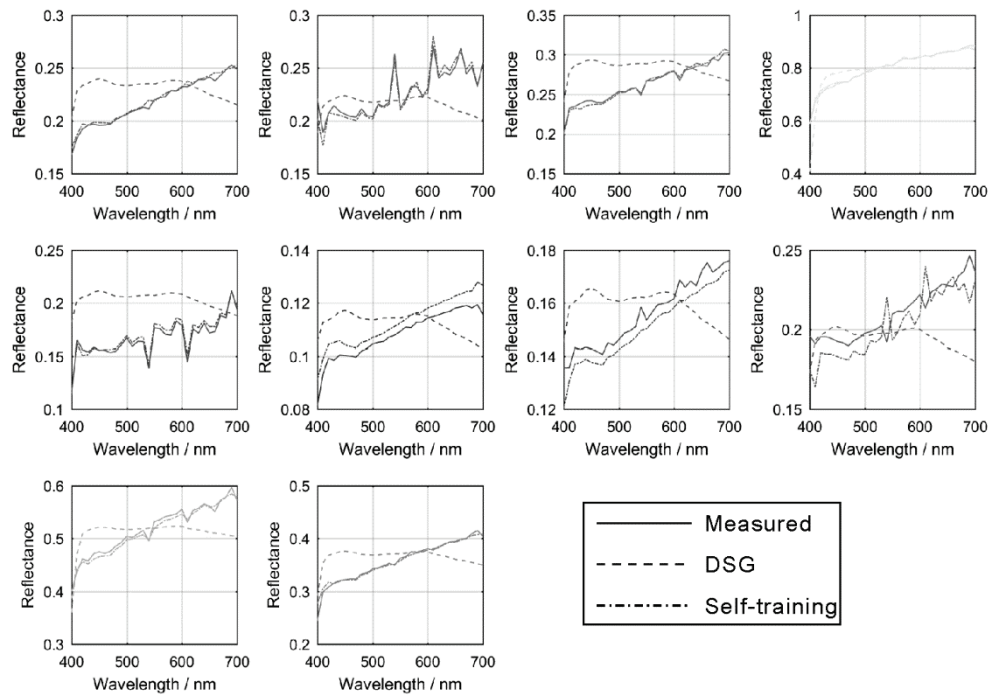 0.3
0.25
0.2
0.15
Reflectance
400 500 600 700
Wavelength / nm
0.3
0.25
0.2
0.15
Reflectance
400 500 600 700
Wavelength / nm
0.35
0.3
0.25
0.2
0.15
Reflectance
400 500 600 700
Wavelength / nm
1
0.8
0.6
0.4
Reflectance
400 500 600 700
Wavelength / nm
0.25
0.2
0.15
0.1
Reflectance
400 500 600 700
Wavelength / nm
0.14
0.12
0.1
0.08
Reflectance
400 500 600 700
Wavelength / nm
0.18
0.16
0.14
0.12
Reflectance
400 500 600 700
Wavelength / nm
0.25
0.2
0.15
Reflectance
400 500 600 700
Wavelength / nm
0.6
0.5
0.4
0.3
Reflectance
400 500 600 700
Wavelength / nm
0.5
0.4
0.3
0.2
Reflectance
400 500 600 700
Wavelength / nm
Measured
DSG
Self-training